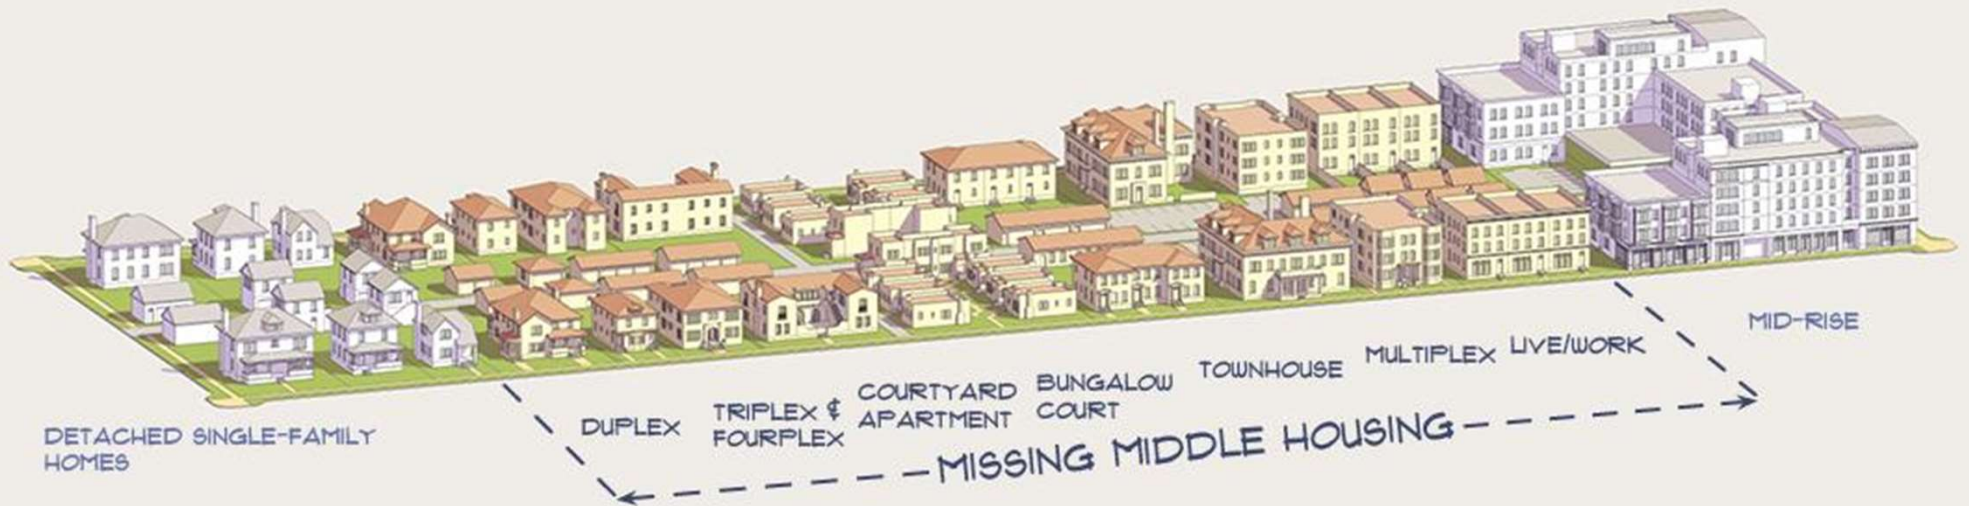 DETACHED SINGLE-FAMILY
HOMES
DUPLEX
TRIPLEX &
FOURPLEX
COURTYARD
APARTMENT
BUNGALOW
COURT
TOWNHOUSE
MULTIPLEX
LIVE/WORK
MID-RISE
MISSING MIDDLE HOUSING